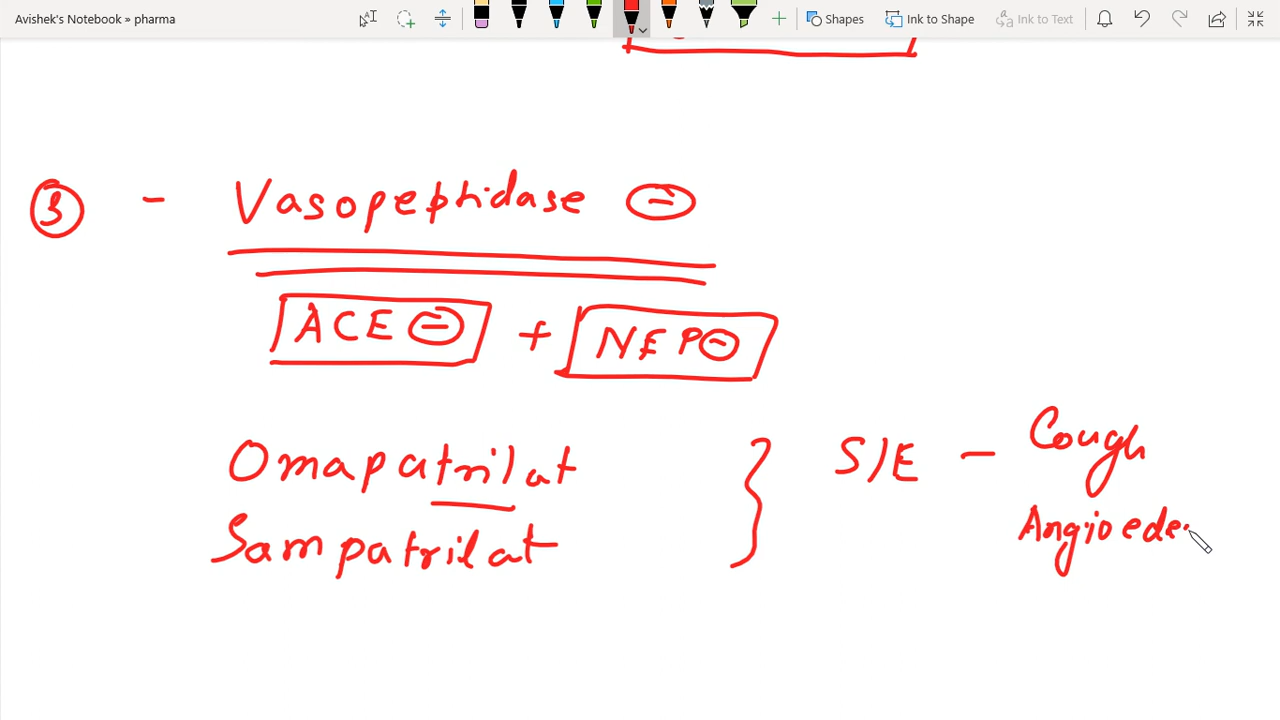 Avishek's Notebook » pharma
Shapes
Ink to Shape
Ink to Text
3 - Vasopeptidase ⊖
ACE ⊖ + NEP ⊖
Omapatrilat
Sampatrilat
S/E - Cough
Angioede